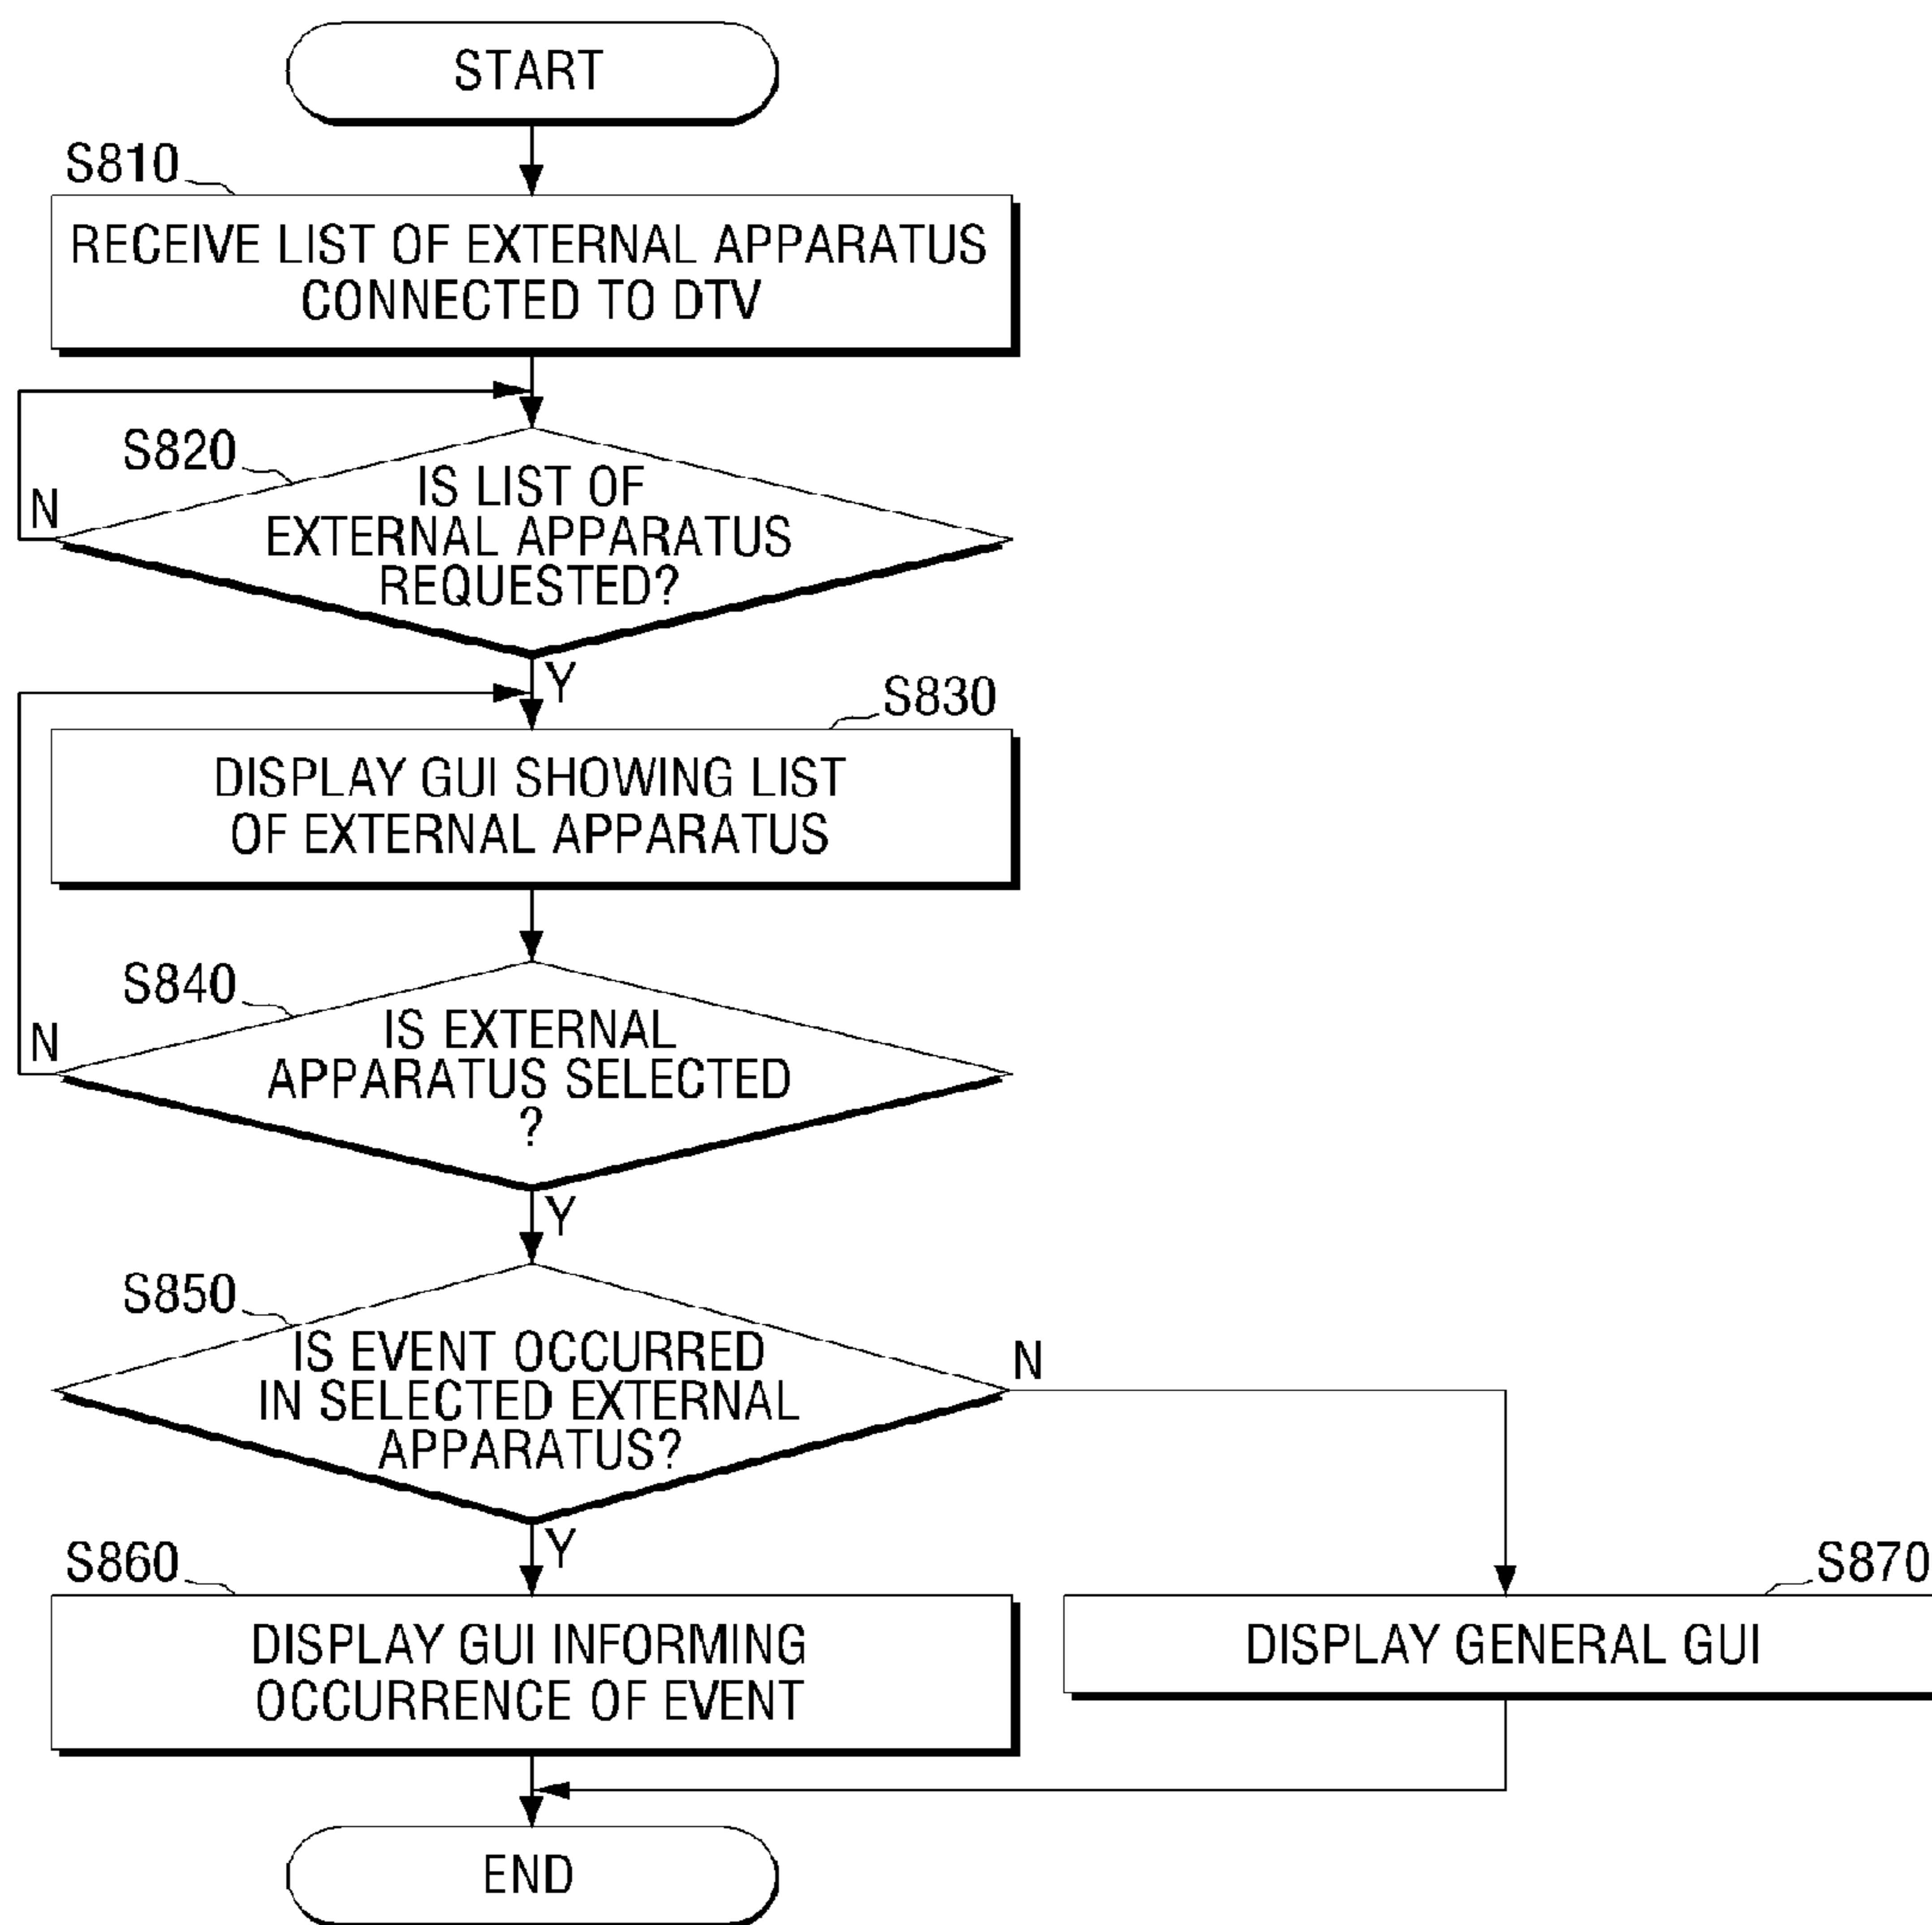 START
S810
RECEIVE LIST OF EXTERNAL APPARATUS
CONNECTED TO DTV
S820
N
IS LIST OF
EXTERNAL APPARATUS
REQUESTED?
Y
S830
DISPLAY GUI SHOWING LIST
OF EXTERNAL APPARATUS
S840
N
IS EXTERNAL
APPARATUS SELECTED
?
Y
S850
IS EVENT OCCURRED
IN SELECTED EXTERNAL
APPARATUS?
N
Y
S860
DISPLAY GUI INFORMING
OCCURRENCE OF EVENT
S870
DISPLAY GENERAL GUI
END